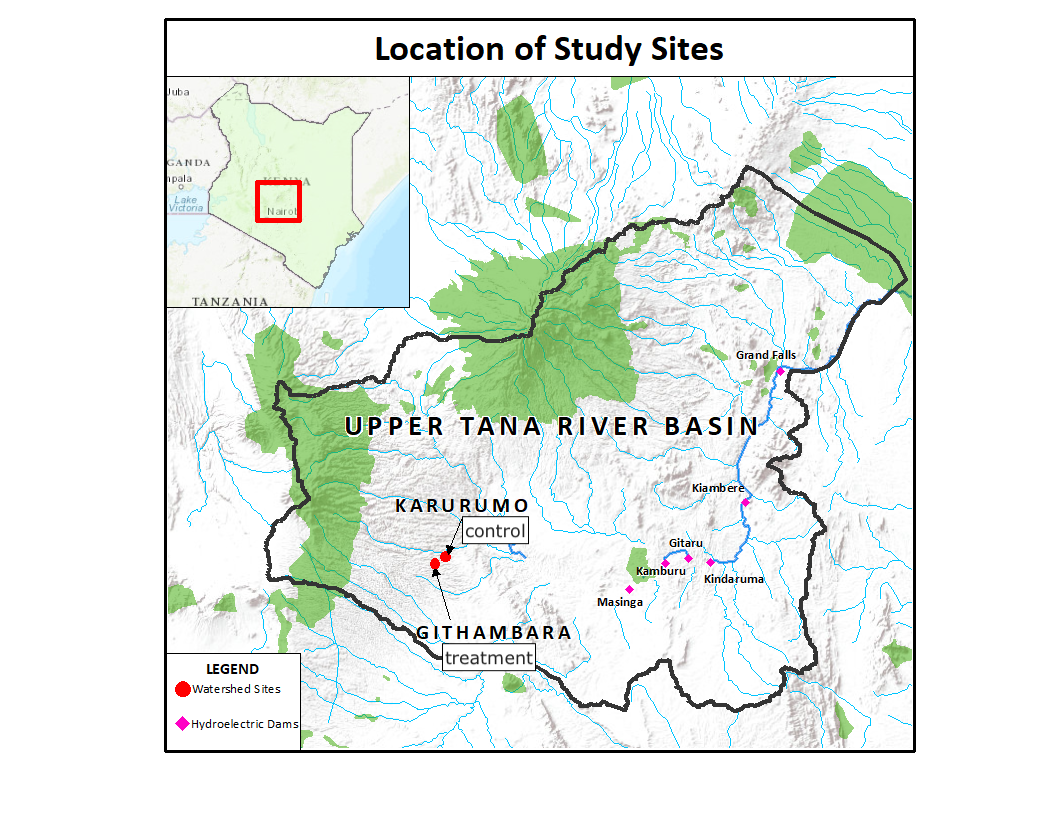 Location of Study Sites
Juba
GANDA
mpala
Lake
Victoria
KENYA
Nairobi
TANZANIA
Grand Falls
UPPER TANA RIVER BASIN
Kiambere
KARURUMO
control
Gitaru
Kamburu
Kindaruma
Masinga
GITHAMBARA
treatment
LEGEND
Watershed Sites
Hydroelectric Dams